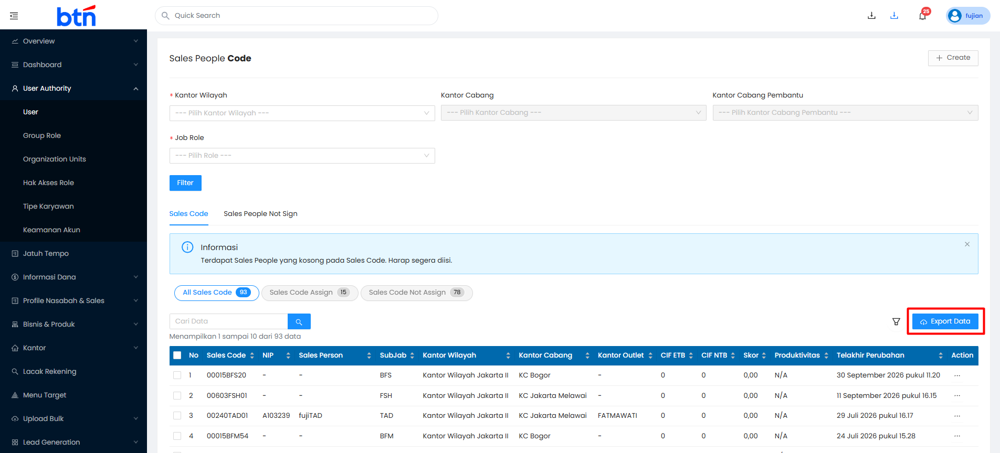 btn
Quick Search
25
fujian
Overview
Dashboard
User Authority
User
Group Role
Organization Units
Hak Akses Role
Tipe Karyawan
Keamanan Akun
Jatuh Tempo
Informasi Dana
Profile Nasabah & Sales
Bisnis & Produk
Kantor
Lacak Rekening
Menu Target
Upload Bulk
Lead Generation
Sales People Code
+ Create
* Kantor Wilayah
Kantor Cabang
Kantor Cabang Pembantu
--- Pilih Kantor Wilayah ---
--- Pilih Kantor Cabang ---
--- Pilih Kantor Cabang Pembantu ---
* Job Role
--- Pilih Role ---
Filter
Sales Code
Sales People Not Sign
Informasi
Terdapat Sales People yang kosong pada Sales Code. Harap segera diisi.
All Sales Code 93
Sales Code Assign 15
Sales Code Not Assign 78
Cari Data
Export Data
Menampilkan 1 sampai 10 dari 93 data
No Sales Code NIP Sales Person SubJab Kantor Wilayah Kantor Cabang Kantor Outlet CIF ETB CIF NTB Skor Produktivitas Telakhir Perubahan Action
1 00015BFS20 - - BFS Kantor Wilayah Jakarta II KC Bogor - 0 0 0,00 N/A 30 September 2026 pukul 11.20 ...
2 00603FSH01 - - FSH Kantor Wilayah Jakarta II KC Jakarta Melawai - 0 0 0,00 N/A 11 September 2026 pukul 16.15 ...
3 00240TAD01 A103239 fujiTAD TAD Kantor Wilayah Jakarta II KC Jakarta Melawai FATMAWATI 0 0 0,00 N/A 29 Juli 2026 pukul 16.17 ...
4 00015BFM54 - - BFM Kantor Wilayah Jakarta II KC Bogor - 0 0 0,00 N/A 24 Juli 2026 pukul 15.28 ...